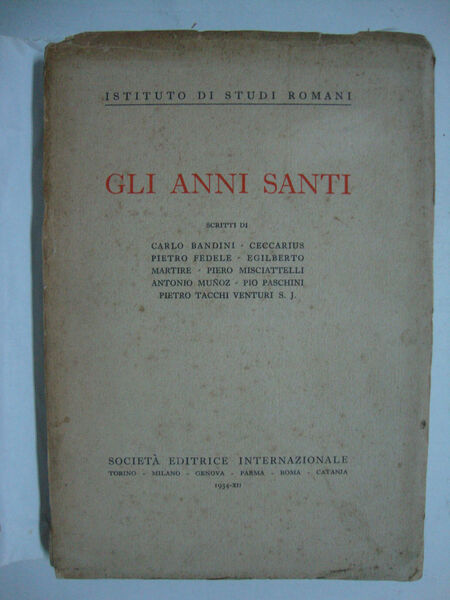 ISTITUTO DI STUDI ROMANI
GLI ANNI SANTI
SCRITTI DI
CARLO BANDINI · CECCARIUS
PIETRO FEDELE · EGILBERTO
MARTIRE · PIERO MISCIATTELLI
ANTONIO MUÑOZ · PIO PASCHINI
PIETRO TACCHI VENTURI S. J.
SOCIETÀ EDITRICE INTERNAZIONALE
TORINO - MILANO - GENOVA - PARMA - ROMA - CATANIA
1934-XII